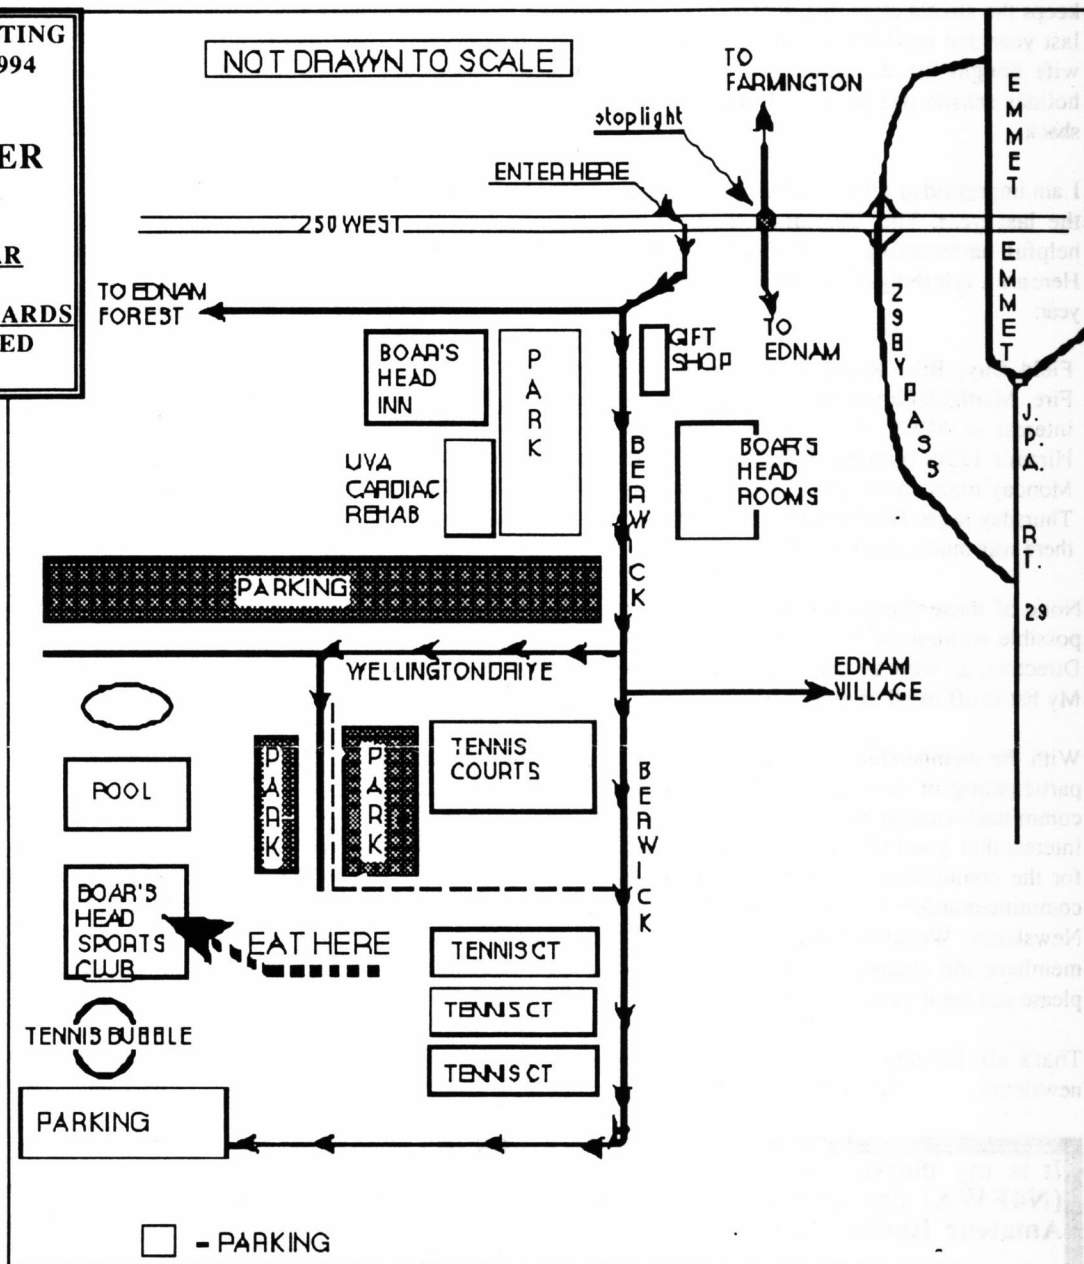 TING
994
ER
AR
ARDS
ED
NOT DRAWN TO SCALE
TO
FARMINGTON
stoplight
ENTER HERE
250 WEST
EMMET
EMMET
TO EDNAM
FOREST
TO
EDNAM
29 BYPASS
GIFT
SHOP
BOAR'S
HEAD
INN
PARK
J.P.A. RT. 29
UVA
CARDIAC
REHAB
BERWICK
BOAR'S
HEAD
ROOMS
PARKING
WELLINGTON DRIVE
EDNAM
VILLAGE
POOL
PARK
PARK
TENNIS
COURTS
BERWICK
BOAR'S
HEAD
SPORTS
CLUB
EAT HERE
TENNIS CT
TENNIS CT
TENNIS CT
TENNIS BUBBLE
PARKING
- PARKING